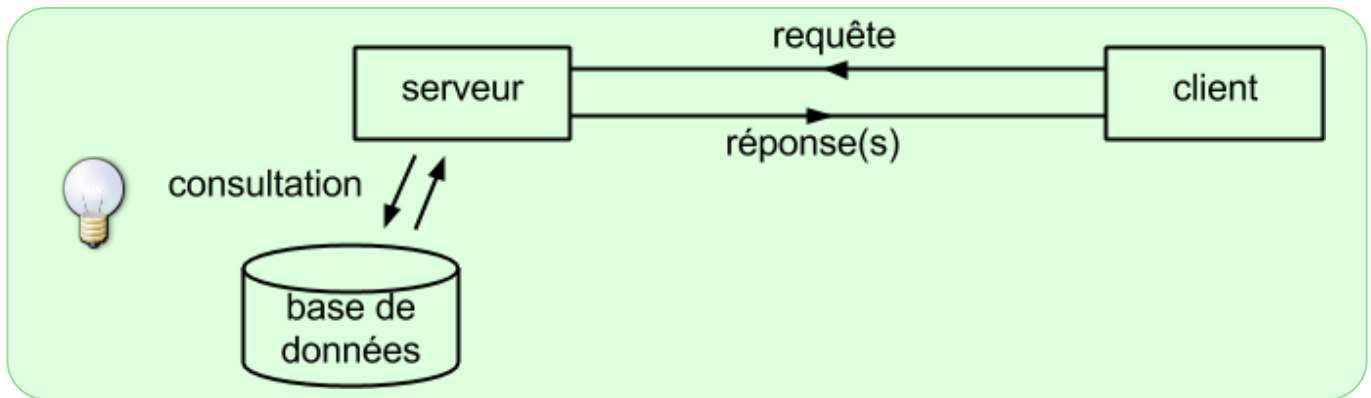 requête
serveur
client
réponse(s)
consultation
base de
données